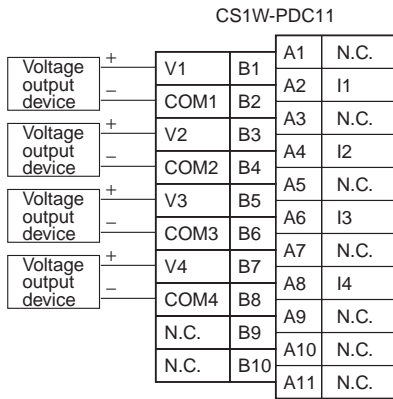 CS1W-PDC11
A1 N.C.
Voltage output device + V1 B1
A2 I1
– COM1 B2
A3 N.C.
Voltage output device + V2 B3
A4 I2
– COM2 B4
A5 N.C.
Voltage output device + V3 B5
A6 I3
– COM3 B6
A7 N.C.
Voltage output device + V4 B7
A8 I4
– COM4 B8
A9 N.C.
N.C. B9
A10 N.C.
N.C. B10
A11 N.C.